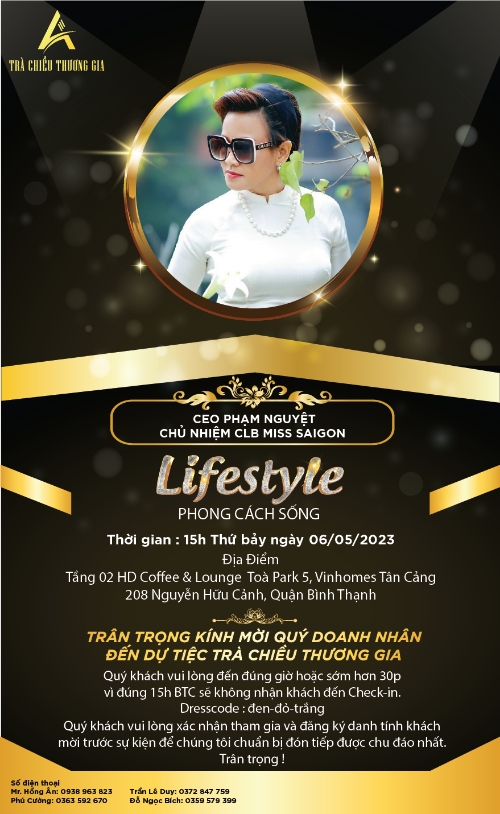 TRÀ CHIỀU THƯƠNG GIA
CEO PHẠM NGUYỆT
CHỦ NHIỆM CLB MISS SAIGON
Lifestyle
PHONG CÁCH SỐNG
Thời gian : 15h Thứ bảy ngày 06/05/2023
Địa Điểm
Tầng 02 HD Coffee & Lounge Toà Park 5, Vinhomes Tân Cảng
208 Nguyễn Hữu Cảnh, Quận Bình Thạnh
TRÂN TRỌNG KÍNH MỜI QUÝ DOANH NHÂN
ĐẾN DỰ TIỆC TRÀ CHIỀU THƯƠNG GIA
Quý khách vui lòng đến đúng giờ hoặc sớm hơn 30p
vì đúng 15h BTC sẽ không nhận khách đến Check-in.
Dresscode : đen-đỏ-trắng
Quý khách vui lòng xác nhận tham gia và đăng ký danh tính khách
mời trước sự kiện để chúng tôi chuẩn bị đón tiếp được chu đáo nhất.
Trân trọng !
Số điện thoại
Mr. Hồng Ân: 0938 963 823 Trần Lê Duy: 0372 847 759
Phú Cường: 0363 592 670 Đỗ Ngọc Bích: 0359 579 399